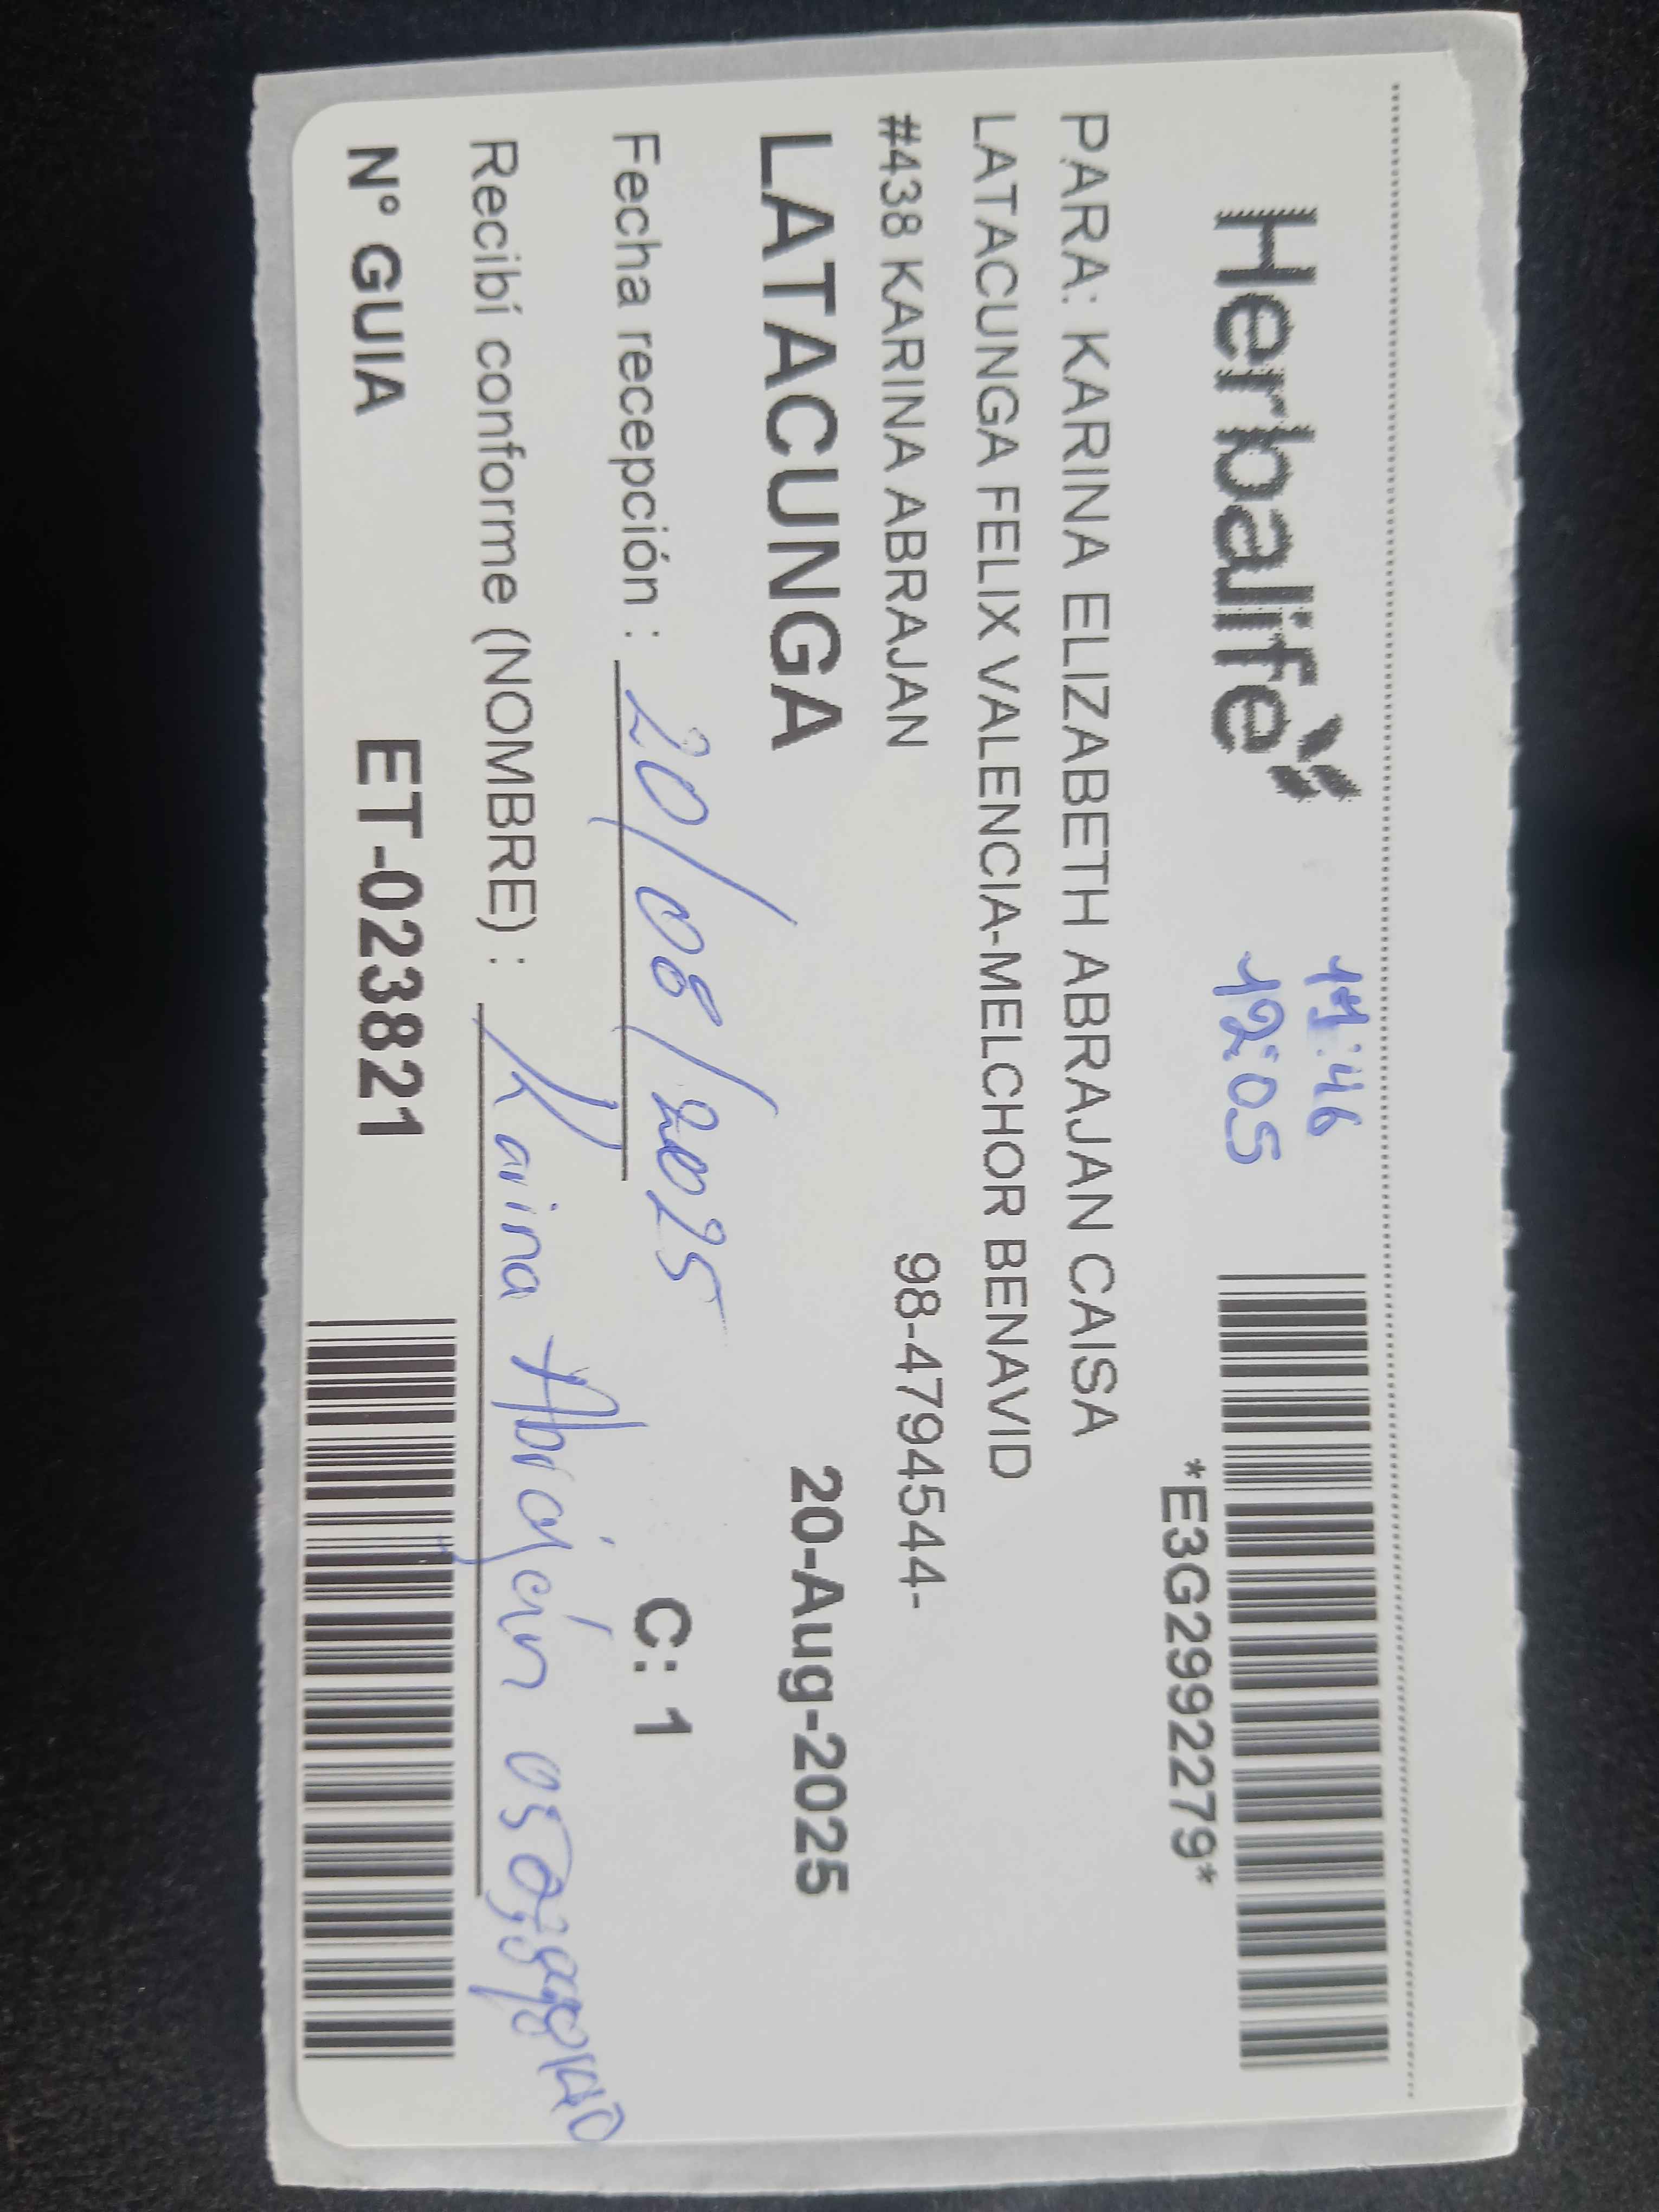 Herbalife
11:46
12:05
*E3G2992279*
PARA: KARINA ELIZABETH ABRAJAN CAISA
LATACUNGA FELIX VALENCIA-MELCHOR BENAVID
#438 KARINA ABRAJAN 98-4794544-
LATACUNGA 20-Aug-2025
Fecha recepción : 20/08/2025 C: 1
Recibí conforme (NOMBRE) : Karina Abraján
N° GUIA ET-023821